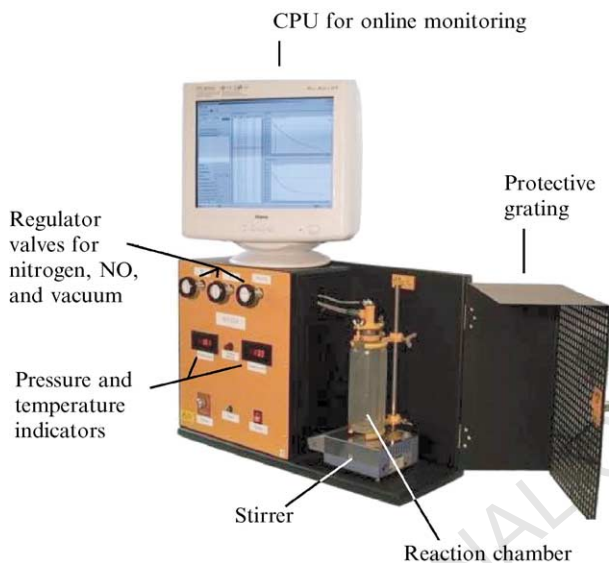 CPU for online monitoring
Protective
grating
Regulator
valves for
nitrogen, NO,
and vacuum
Pressure and
temperature
indicators
Stirrer
Reaction chamber